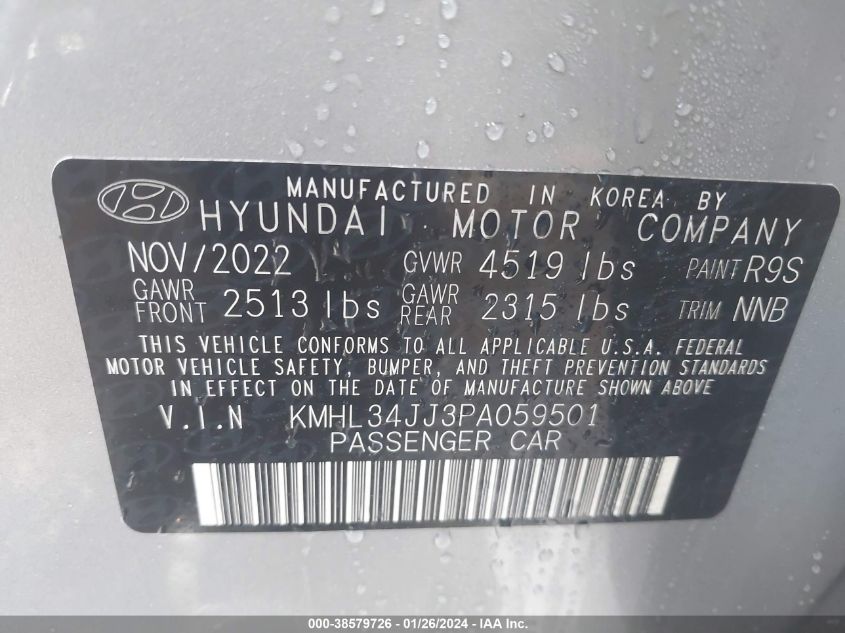 MANUFACTURED IN KOREA BY
HYUNDAI MOTOR COMPANY
NOV/2022 GVWR 4519 lbs PAINT R9S
GAWR FRONT 2513 lbs GAWR REAR 2315 lbs TRIM NNB
THIS VEHICLE CONFORMS TO ALL APPLICABLE U.S.A. FEDERAL
MOTOR VEHICLE SAFETY, BUMPER, AND THEFT PREVENTION STANDARDS
IN EFFECT ON THE DATE OF MANUFACTURE SHOWN ABOVE
V.I.N KMHL34JJ3PA059501
PASSENGER CAR
000-38579726 - 01/26/2024 - IAA Inc.